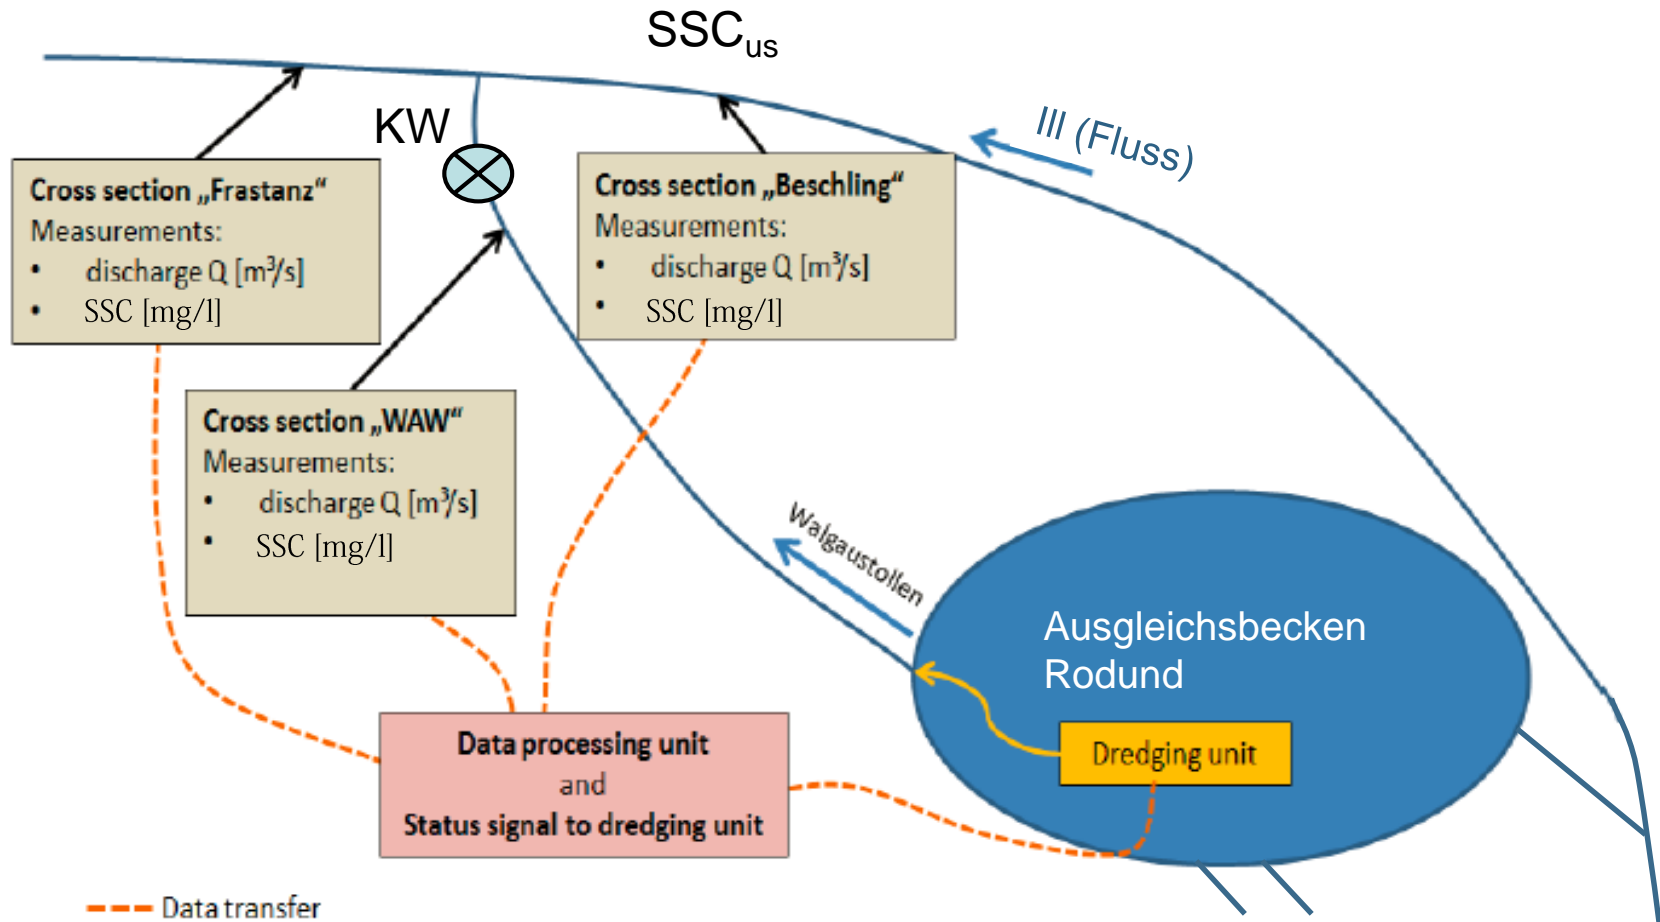 SSCus
KW
Ill (Fluss)
Cross section „Frastanz“
Measurements:
• discharge Q [m³/s]
• SSC [mg/l]
Cross section „Beschling“
Measurements:
• discharge Q [m³/s]
• SSC [mg/l]
Cross section „WAW“
Measurements:
• discharge Q [m³/s]
• SSC [mg/l]
Walgaustollen
Ausgleichsbecken
Rodund
Dredging unit
Data processing unit
and
Status signal to dredging unit
Data transfer